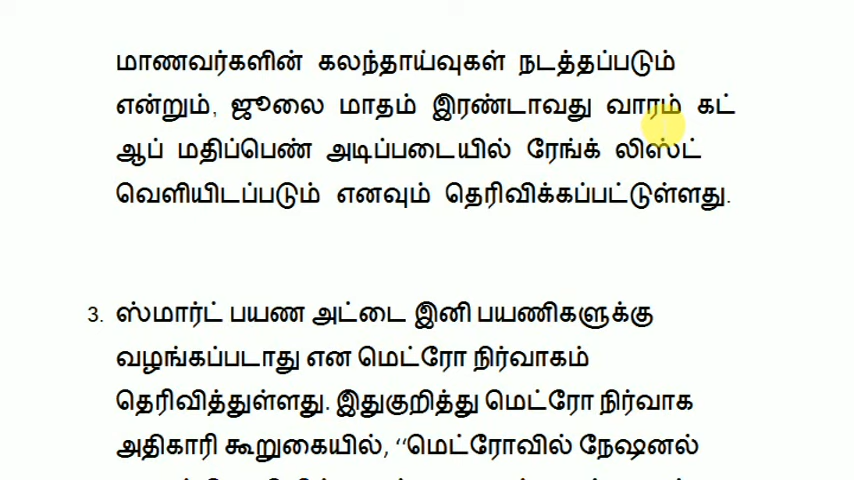 மாணவர்களின் கலந்தாய்வுகள் நடத்தப்படும்
என்றும், ஜூலை மாதம் இரண்டாவது வாரம் கட்
ஆப் மதிப்பெண் அடிப்படையில் ரேங்க் லிஸ்ட்
வெளியிடப்படும் எனவும் தெரிவிக்கப்பட்டுள்ளது.
3. ஸ்மார்ட் பயண அட்டை இனி பயணிகளுக்கு
வழங்கப்படாது என மெட்ரோ நிர்வாகம்
தெரிவித்துள்ளது. இதுகுறித்து மெட்ரோ நிர்வாக
அதிகாரி கூறுகையில், “மெட்ரோவில் நேஷனல்